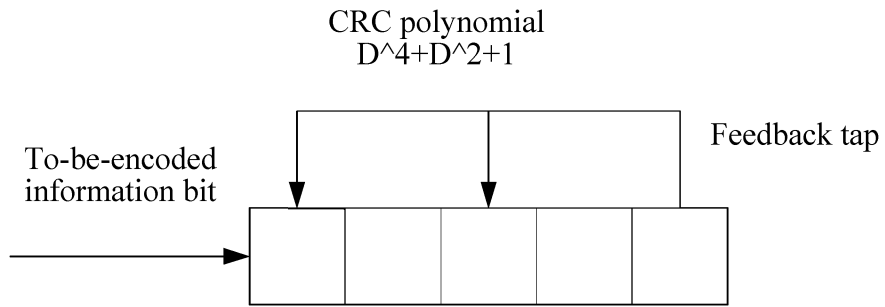 CRC polynomial
D^4+D^2+1
Feedback tap
To-be-encoded
information bit